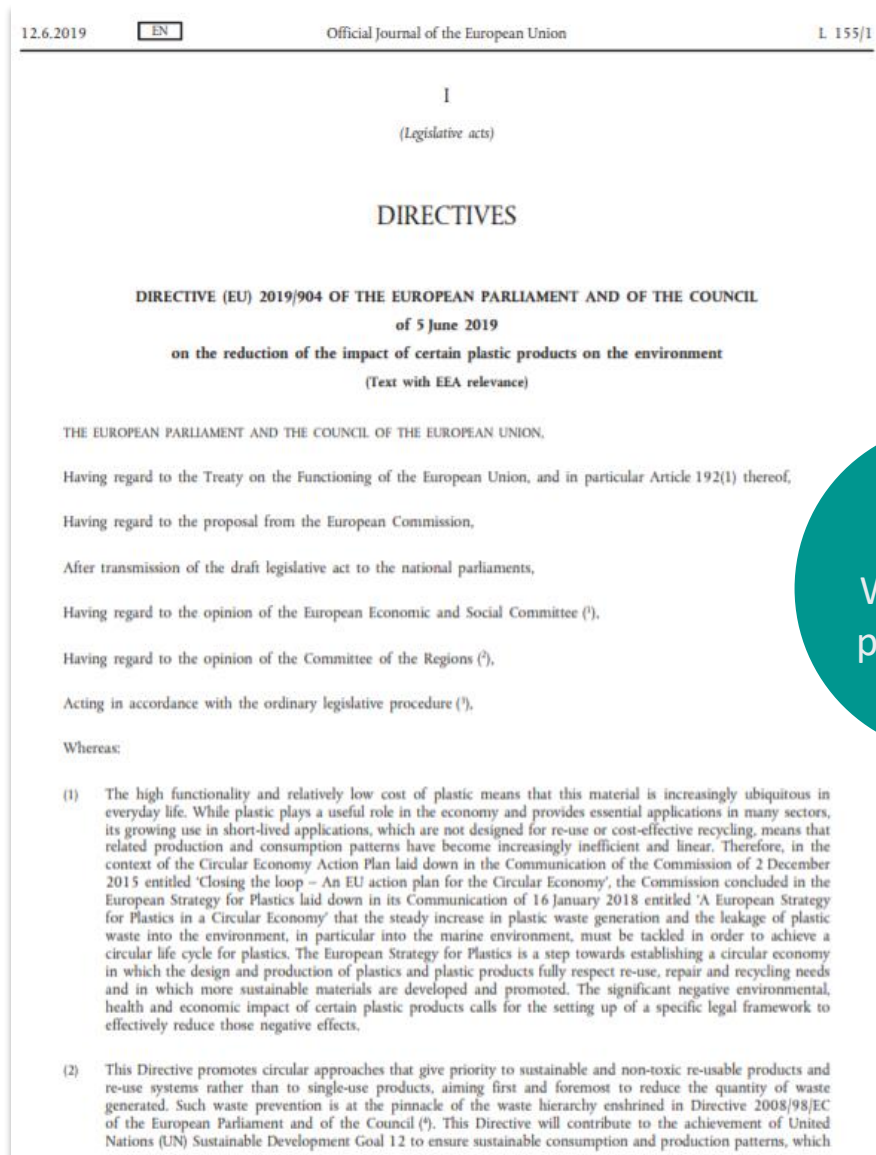 12.6.2019 EN Official Journal of the European Union L 155/1
I
(Legislative acts)
DIRECTIVES
DIRECTIVE (EU) 2019/904 OF THE EUROPEAN PARLIAMENT AND OF THE COUNCIL
of 5 June 2019
on the reduction of the impact of certain plastic products on the environment
(Text with EEA relevance)
THE EUROPEAN PARLIAMENT AND THE COUNCIL OF THE EUROPEAN UNION,
Having regard to the Treaty on the Functioning of the European Union, and in particular Article 192(1) thereof,
Having regard to the proposal from the European Commission,
After transmission of the draft legislative act to the national parliaments,
Having regard to the opinion of the European Economic and Social Committee (¹),
Having regard to the opinion of the Committee of the Regions (²),
Acting in accordance with the ordinary legislative procedure (³),
Whereas:
(1) The high functionality and relatively low cost of plastic means that this material is increasingly ubiquitous in
everyday life. While plastic plays a useful role in the economy and provides essential applications in many sectors,
its growing use in short-lived applications, which are not designed for re-use or cost-effective recycling, means that
related production and consumption patterns have become increasingly inefficient and linear. Therefore, in the
context of the Circular Economy Action Plan laid down in the Communication of the Commission of 2 December
2015 entitled 'Closing the loop – An EU action plan for the Circular Economy', the Commission concluded in the
European Strategy for Plastics laid down in its Communication of 16 January 2018 entitled 'A European Strategy
for Plastics in a Circular Economy' that the steady increase in plastic waste generation and the leakage of plastic
waste into the environment, in particular into the marine environment, must be tackled in order to achieve a
circular life cycle for plastics. The European Strategy for Plastics is a step towards establishing a circular economy
in which the design and production of plastics and plastic products fully respect re-use, repair and recycling needs
and in which more sustainable materials are developed and promoted. The significant negative environmental,
health and economic impact of certain plastic products calls for the setting up of a specific legal framework to
effectively reduce those negative effects.
(2) This Directive promotes circular approaches that give priority to sustainable and non-toxic re-usable products and
re-use systems rather than to single-use products, aiming first and foremost to reduce the quantity of waste
generated. Such waste prevention is at the pinnacle of the waste hierarchy enshrined in Directive 2008/98/EC
of the European Parliament and of the Council (⁴). This Directive will contribute to the achievement of United
Nations (UN) Sustainable Development Goal 12 to ensure sustainable consumption and production patterns, which